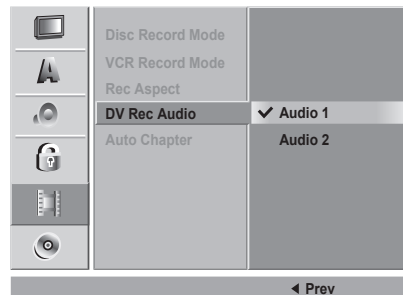 Disc Record Mode
VCR Record Mode
Rec Aspect
DV Rec Audio
✔ Audio 1
Auto Chapter
Audio 2
◀ Prev